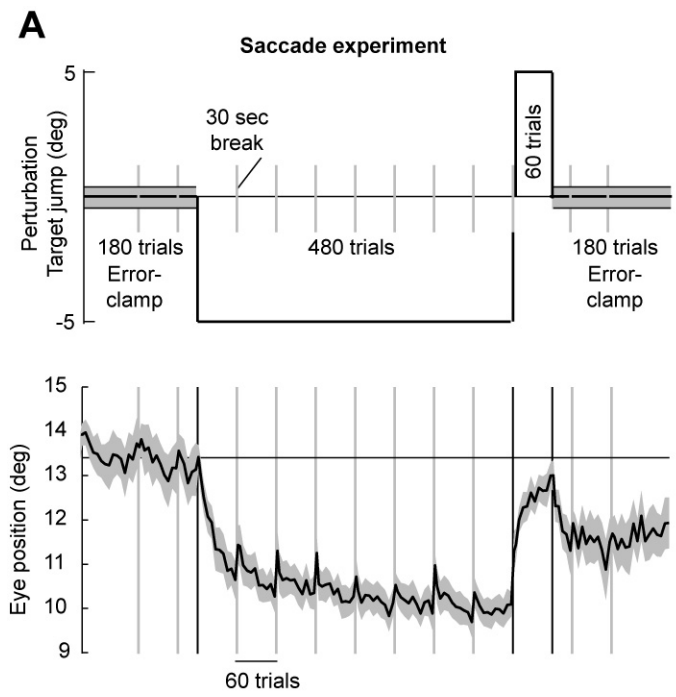 A
Saccade experiment
Perturbation
Target jump (deg)
5
-5
30 sec
break
60 trials
180 trials
Error-
clamp
480 trials
180 trials
Error-
clamp
Eye position (deg)
15
14
13
12
11
10
9
60 trials